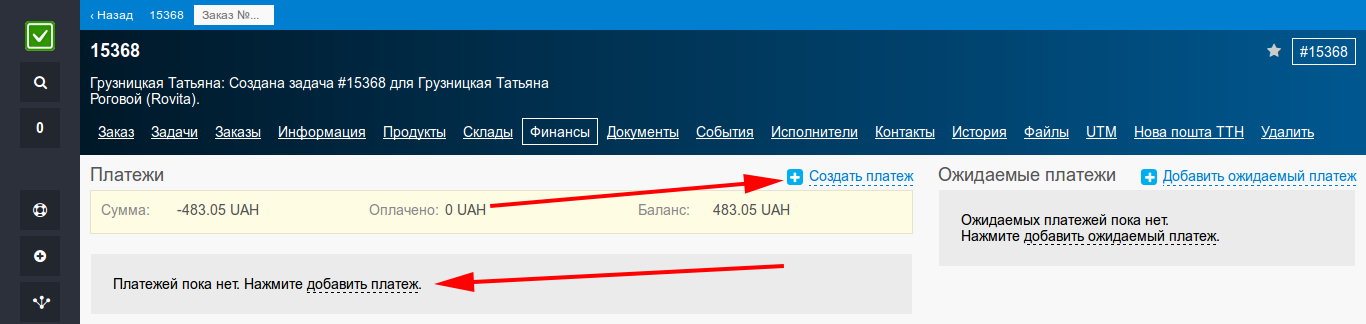 ‹ Назад 15368 Заказ №...
15368
#15368
Грузницкая Татьяна: Создана задача #15368 для Грузницкая Татьяна
Роговой (Rovita).
0
Заказ Задачи Заказы Информация Продукты Склады Финансы Документы События Исполнители Контакты История Файлы UTM Нова пошта ТТН Удалить
Платежи
Создать платеж
Ожидаемые платежи
Добавить ожидаемый платеж
Сумма: -483.05 UAH Оплачено: 0 UAH Баланс: 483.05 UAH
Ожидаемых платежей пока нет.
Нажмите добавить ожидаемый платеж.
Платежей пока нет. Нажмите добавить платеж.